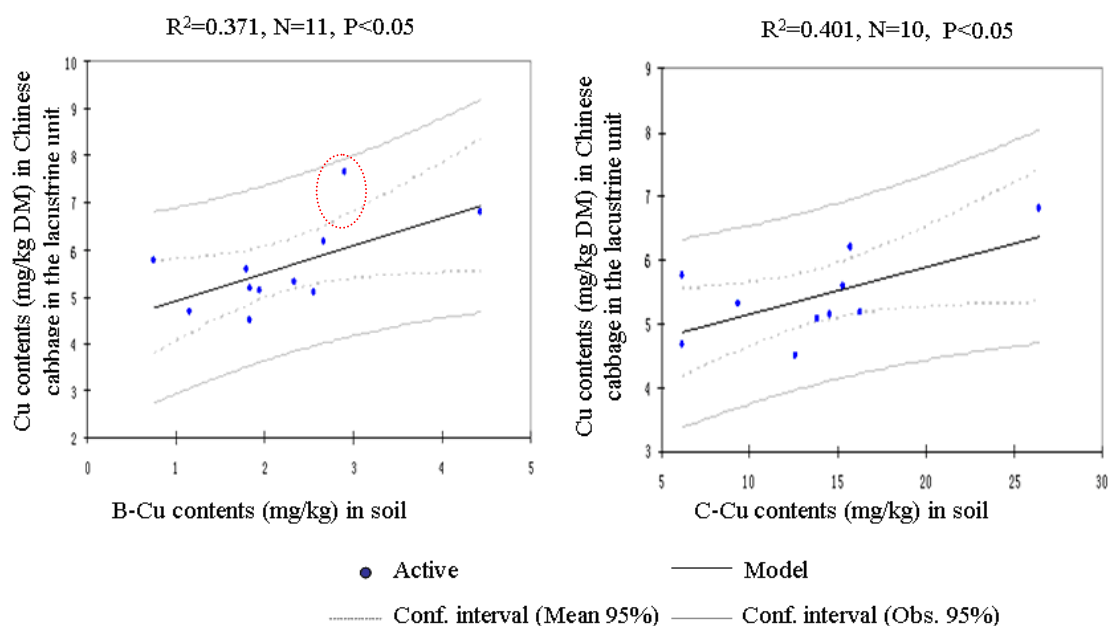 R²=0.371, N=11, P<0.05
Cu contents (mg/kg DM) in Chinese
cabbage in the lacustrine unit
10
9
8
7
6
5
4
3
2
0
1
2
3
4
5
B-Cu contents (mg/kg) in soil
R²=0.401, N=10, P<0.05
Cu contents (mg/kg DM) in Chinese
cabbage in the lacustrine unit
9
8
7
6
5
4
3
5
10
15
20
25
30
C-Cu contents (mg/kg) in soil
Active
Model
Conf. interval (Mean 95%)
Conf. interval (Obs. 95%)